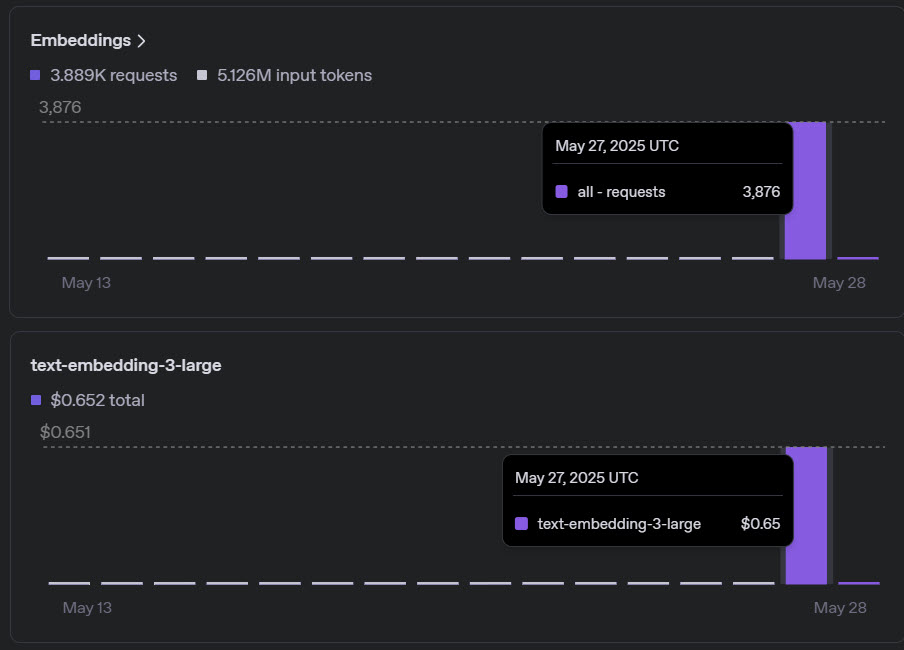 Embeddings
3.889K requests 5.126M input tokens
3,876
May 27, 2025 UTC
all - requests 3,876
May 13 May 28
text-embedding-3-large
$0.652 total
$0.651
May 27, 2025 UTC
text-embedding-3-large $0.65
May 13 May 28